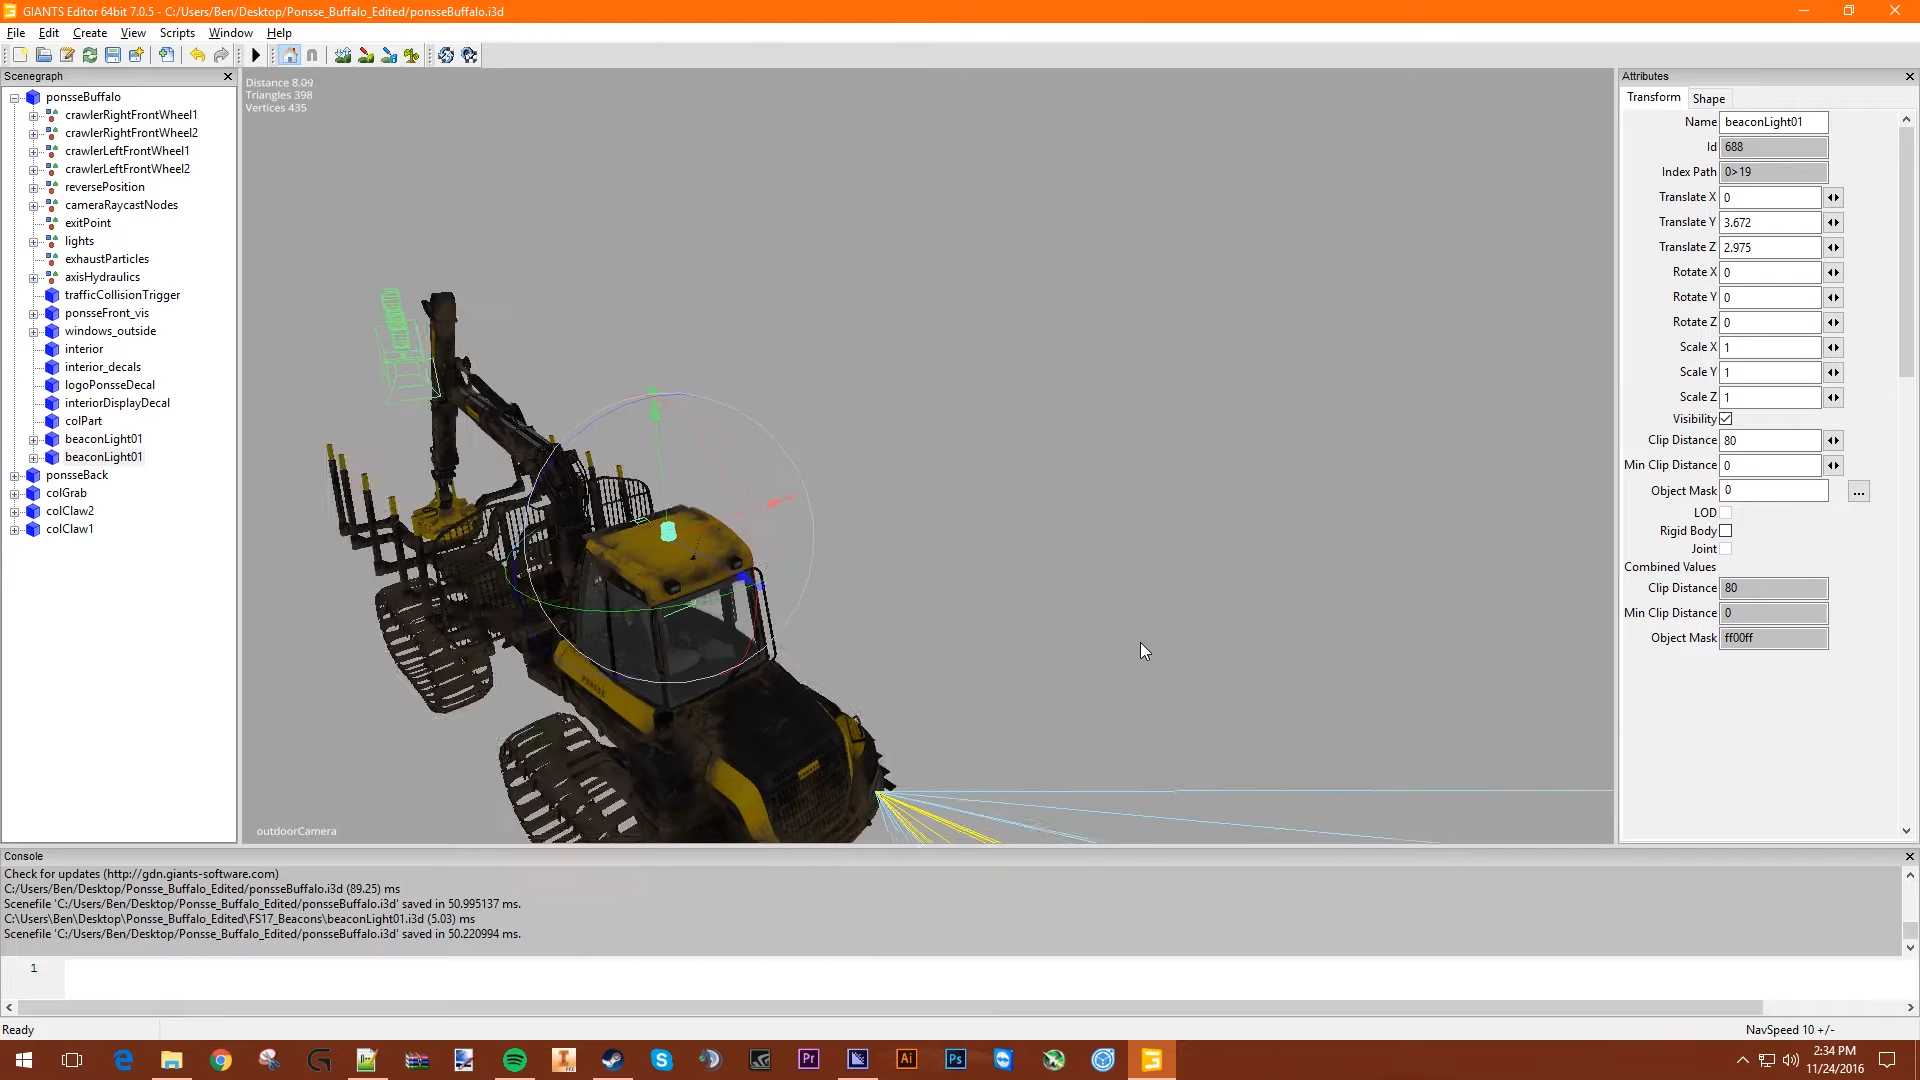 GIANTS Editor 64bit 7.0.5 - C:/Users/Ben/Desktop/Ponsse_Buffalo_Edited/ponsseBuffalo.i3d
File Edit Create View Scripts Window Help
Scenegraph
ponsseBuffalo
crawlerRightFrontWheel1
crawlerRightFrontWheel2
crawlerLeftFrontWheel1
crawlerLeftFrontWheel2
reversePosition
cameraRaycastNodes
exitPoint
lights
exhaustParticles
axisHydraulics
trafficCollisionTrigger
ponsseFront_vis
windows_outside
interior
interior_decals
logoPonsseDecal
interiorDisplayDecal
colPart
beaconLight01
beaconLight01
ponsseBack
colGrab
colClaw2
colClaw1
Distance 8.09
Triangles 398
Vertices 435
PONSSE
outdoorCamera
Attributes
Transform Shape
Name beaconLight01
Id 688
Index Path 0>19
Translate X 0
Translate Y 3.672
Translate Z 2.975
Rotate X 0
Rotate Y 0
Rotate Z 0
Scale X 1
Scale Y 1
Scale Z 1
Visibility
Clip Distance 80
Min Clip Distance 0
Object Mask 0 ...
LOD
Rigid Body
Joint
Combined Values
Clip Distance 80
Min Clip Distance 0
Object Mask ff00ff
Console
Check for updates (http://gdn.giants-software.com)
C:/Users/Ben/Desktop/Ponsse_Buffalo_Edited/ponsseBuffalo.i3d (89.25) ms
Scenefile 'C:/Users/Ben/Desktop/Ponsse_Buffalo_Edited/ponsseBuffalo.i3d' saved in 50.995137 ms.
C:\Users\Ben\Desktop\Ponsse_Buffalo_Edited\FS17_Beacons\beaconLight01.i3d (5.03) ms
Scenefile 'C:/Users/Ben/Desktop/Ponsse_Buffalo_Edited/ponsseBuffalo.i3d' saved in 50.220994 ms.
1
Ready
NavSpeed 10 +/-
Pr Ai Ps
2:34 PM
11/24/2016